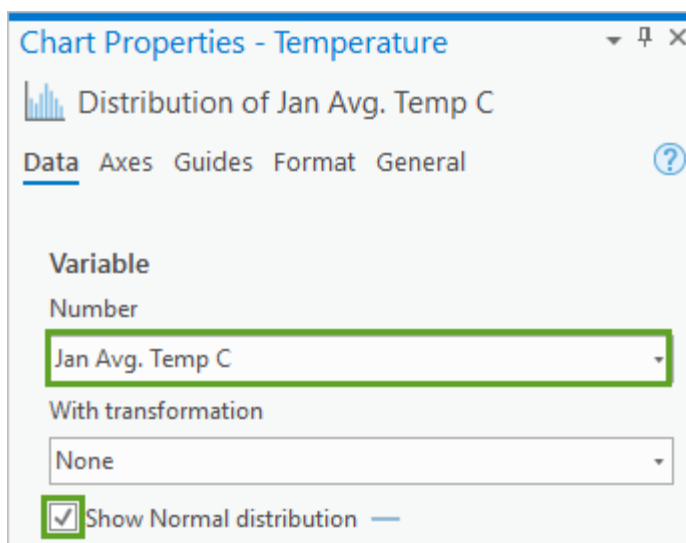 Chart Properties - Temperature
Distribution of Jan Avg. Temp C
Data Axes Guides Format General
Variable
Number
Jan Avg. Temp C
With transformation
None
Show Normal distribution